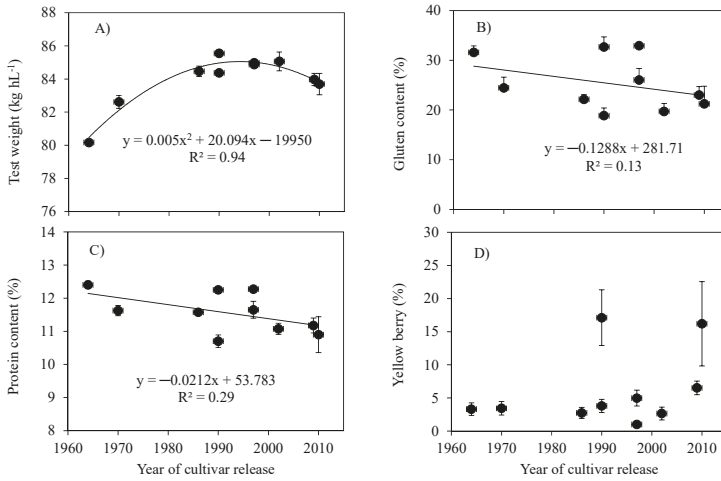 A)
Test weight (kg hL⁻¹)
88
86
84
82
80
78
76
y = 0.005x² + 20.094x − 19950
R² = 0.94
B)
Gluten content (%)
40
30
20
10
0
y = −0.1288x + 281.71
R² = 0.13
C)
Protein content (%)
14
13
12
11
10
9
8
y = −0.0212x + 53.783
R² = 0.29
1960 1970 1980 1990 2000 2010
Year of cultivar release
D)
Yellow berry (%)
30
25
20
15
10
5
0
1960 1970 1980 1990 2000 2010
Year of cultivar release